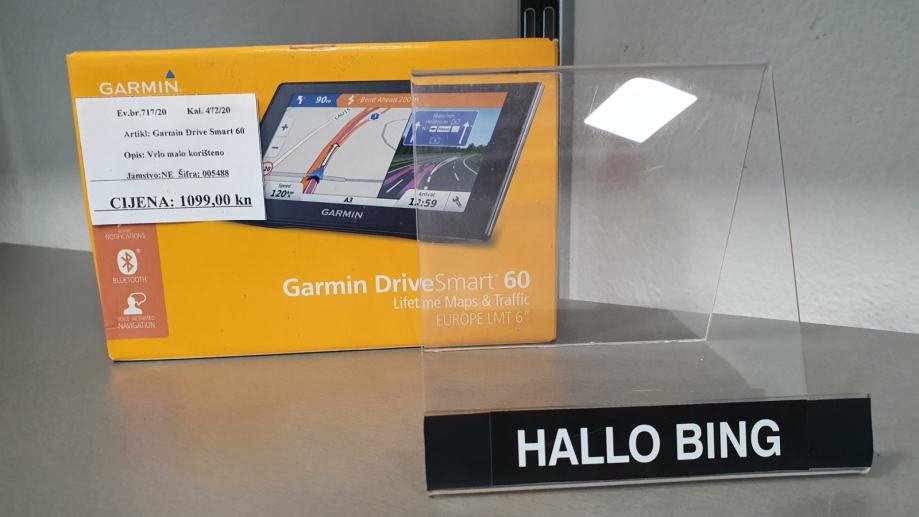 GARMIN
Ev.br.717/20 Kal. 472/20
Artikl: Garmin Drive Smart 60
Opis: Vrlo malo korišteno
Jamstvo:NE Šifra: 005488
CIJENA: 1099,00 kn
90m
Bend Ahead 200
Speed
120
A3
Arrival
12:59
GARMIN
NOTIFICATIONS
BLUETOOTH®
VOICE-ACTIVATED
NAVIGATION
Garmin DriveSmart™ 60
Lifetime Maps & Traffic
EUROPE LMT 6"
HALLO BING